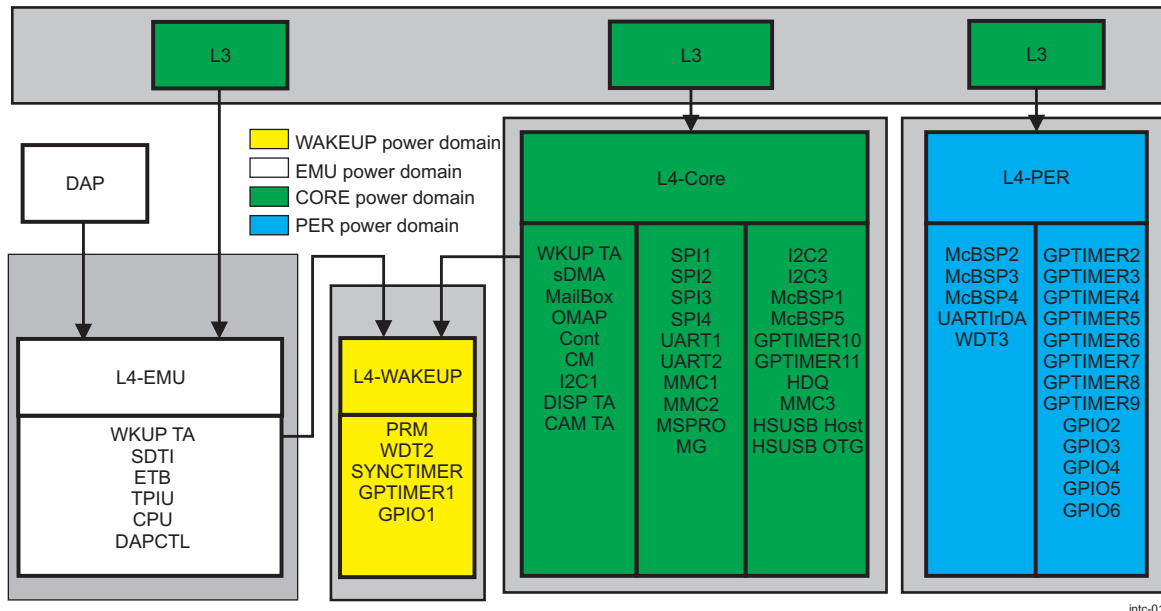 L3
L3
L3
WAKEUP power domain
EMU power domain
CORE power domain
PER power domain
DAP
L4-EMU
WKUP TA
SDTI
ETB
TPIU
CPU
DAPCTL
L4-WAKEUP
PRM
WDT2
SYNCTIMER
GPTIMER1
GPIO1
L4-Core
WKUP TA
sDMA
MailBox
OMAP
Cont
CM
I2C1
DISP TA
CAM TA
SPI1
SPI2
SPI3
SPI4
UART1
UART2
MMC1
MMC2
MSPRO
MG
I2C2
I2C3
McBSP1
McBSP5
GPTIMER10
GPTIMER11
HDQ
MMC3
HSUSB Host
HSUSB OTG
L4-PER
McBSP2
McBSP3
McBSP4
UARTIrDA
WDT3
GPTIMER2
GPTIMER3
GPTIMER4
GPTIMER5
GPTIMER6
GPTIMER7
GPTIMER8
GPTIMER9
GPIO2
GPIO3
GPIO4
GPIO5
GPIO6